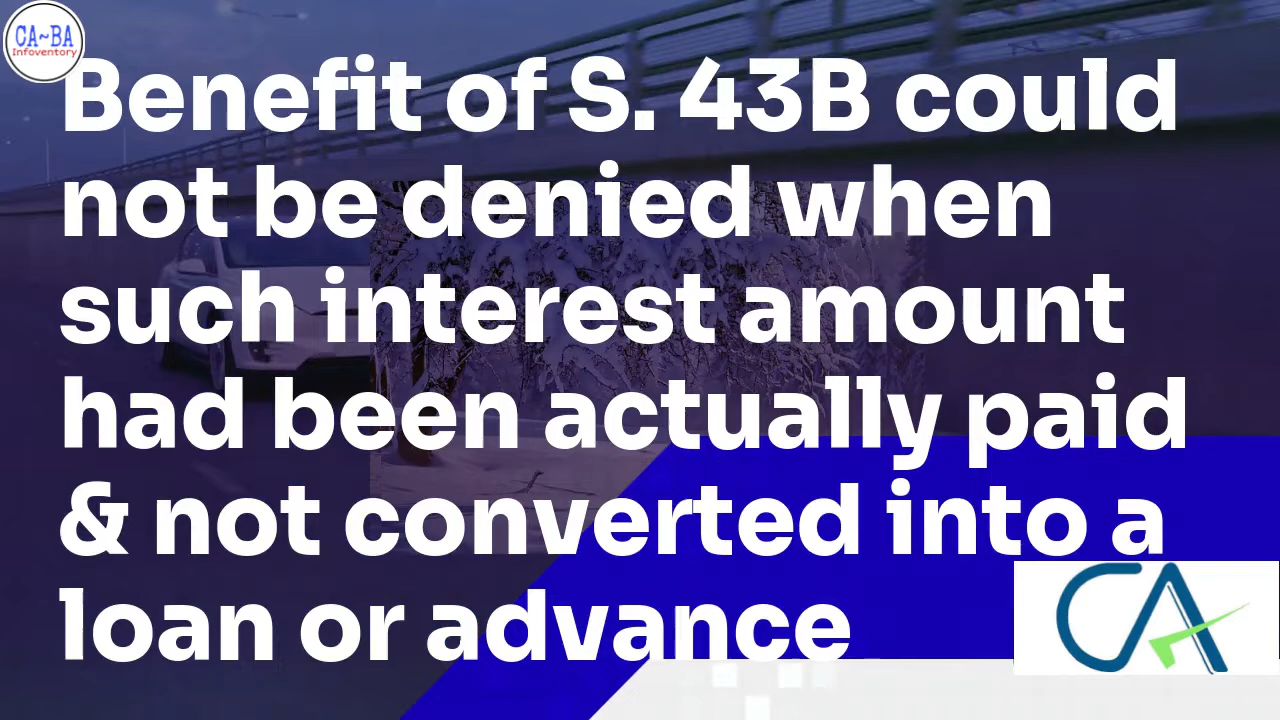 CA~BA
Infoventory
Benefit of S. 43B could
not be denied when
such interest amount
had been actually paid
& not converted into a
loan or advance
CA